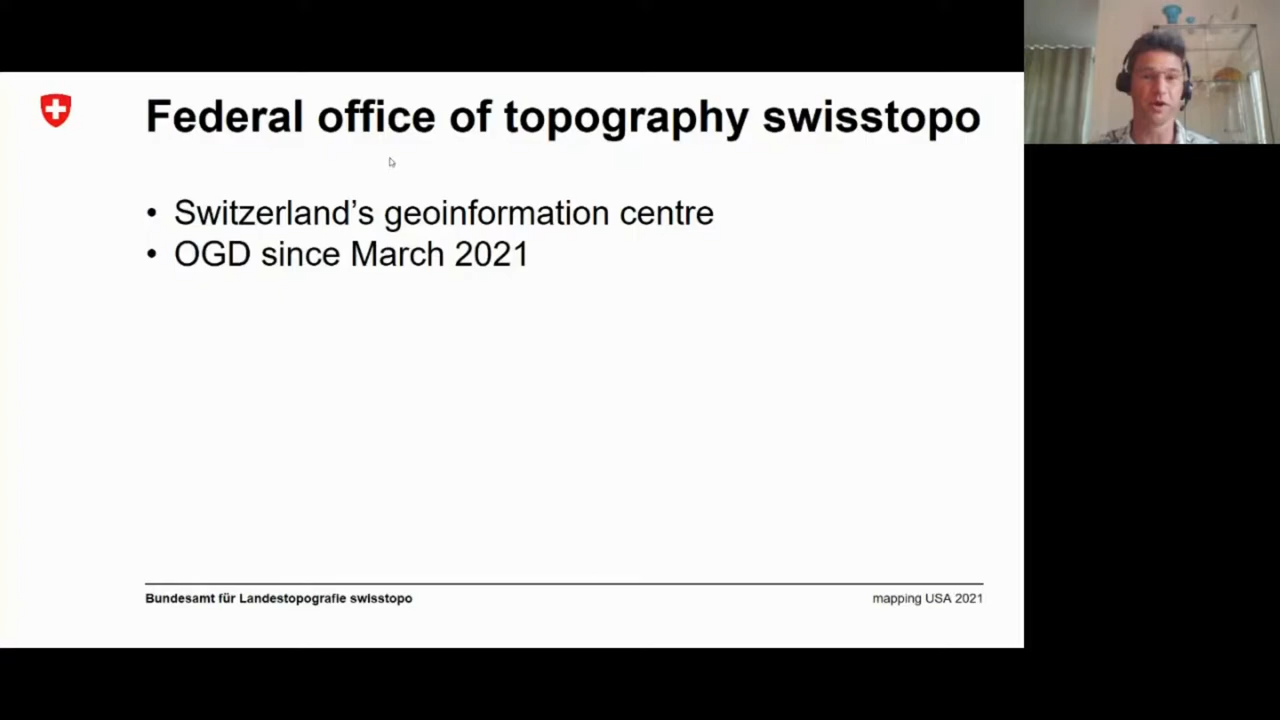 Federal office of topography swisstopo
• Switzerland's geoinformation centre
• OGD since March 2021
Bundesamt für Landestopografie swisstopo
mapping USA 2021